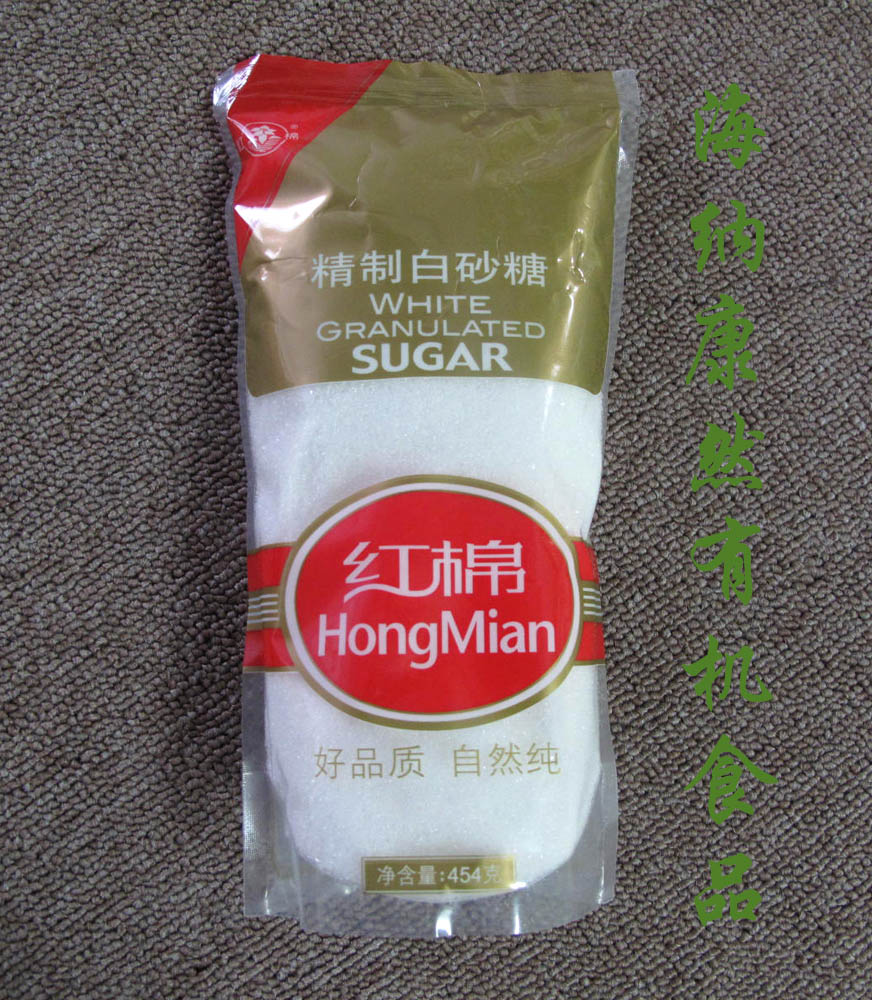 精制白砂糖
WHITE
GRANULATED
SUGAR
红棉
HongMian
好品质 自然纯
净含量:454克
海纳康然有机食品